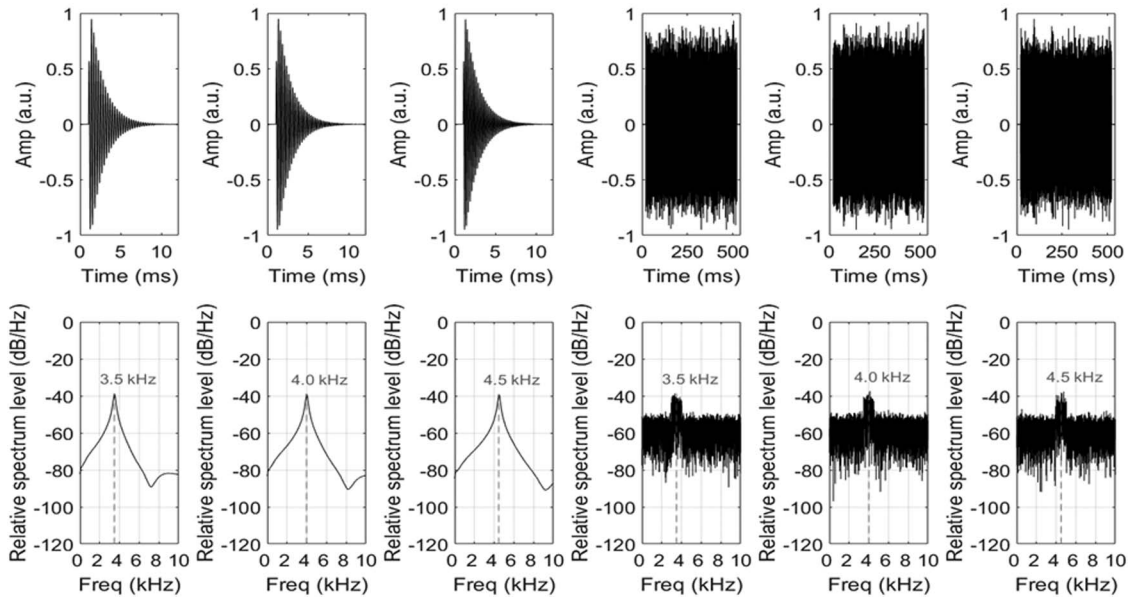 1 1 1 1 1 1
0.5 0.5 0.5 0.5 0.5 0.5
Amp (a.u.) Amp (a.u.) Amp (a.u.) Amp (a.u.) Amp (a.u.) Amp (a.u.)
0 0 0 0 0 0
-0.5 -0.5 -0.5 -0.5 -0.5 -0.5
-1 -1 -1 -1 -1 -1
0 5 10 0 5 10 0 5 10 0 250 500 0 250 500 0 250 500
Time (ms) Time (ms) Time (ms) Time (ms) Time (ms) Time (ms)
Relative spectrum level (dB/Hz) Relative spectrum level (dB/Hz) Relative spectrum level (dB/Hz) Relative spectrum level (dB/Hz) Relative spectrum level (dB/Hz) Relative spectrum level (dB/Hz)
0 0 0 0 0 0
-20 -20 -20 -20 -20 -20
3.5 kHz 4.0 kHz 4.5 kHz 3.5 kHz 4.0 kHz 4.5 kHz
-40 -40 -40 -40 -40 -40
-60 -60 -60 -60 -60 -60
-80 -80 -80 -80 -80 -80
-100 -100 -100 -100 -100 -100
-120 -120 -120 -120 -120 -120
0 2 4 6 8 10 0 2 4 6 8 10 0 2 4 6 8 10 0 2 4 6 8 10 0 2 4 6 8 10 0 2 4 6 8 10
Freq (kHz) Freq (kHz) Freq (kHz) Freq (kHz) Freq (kHz) Freq (kHz)